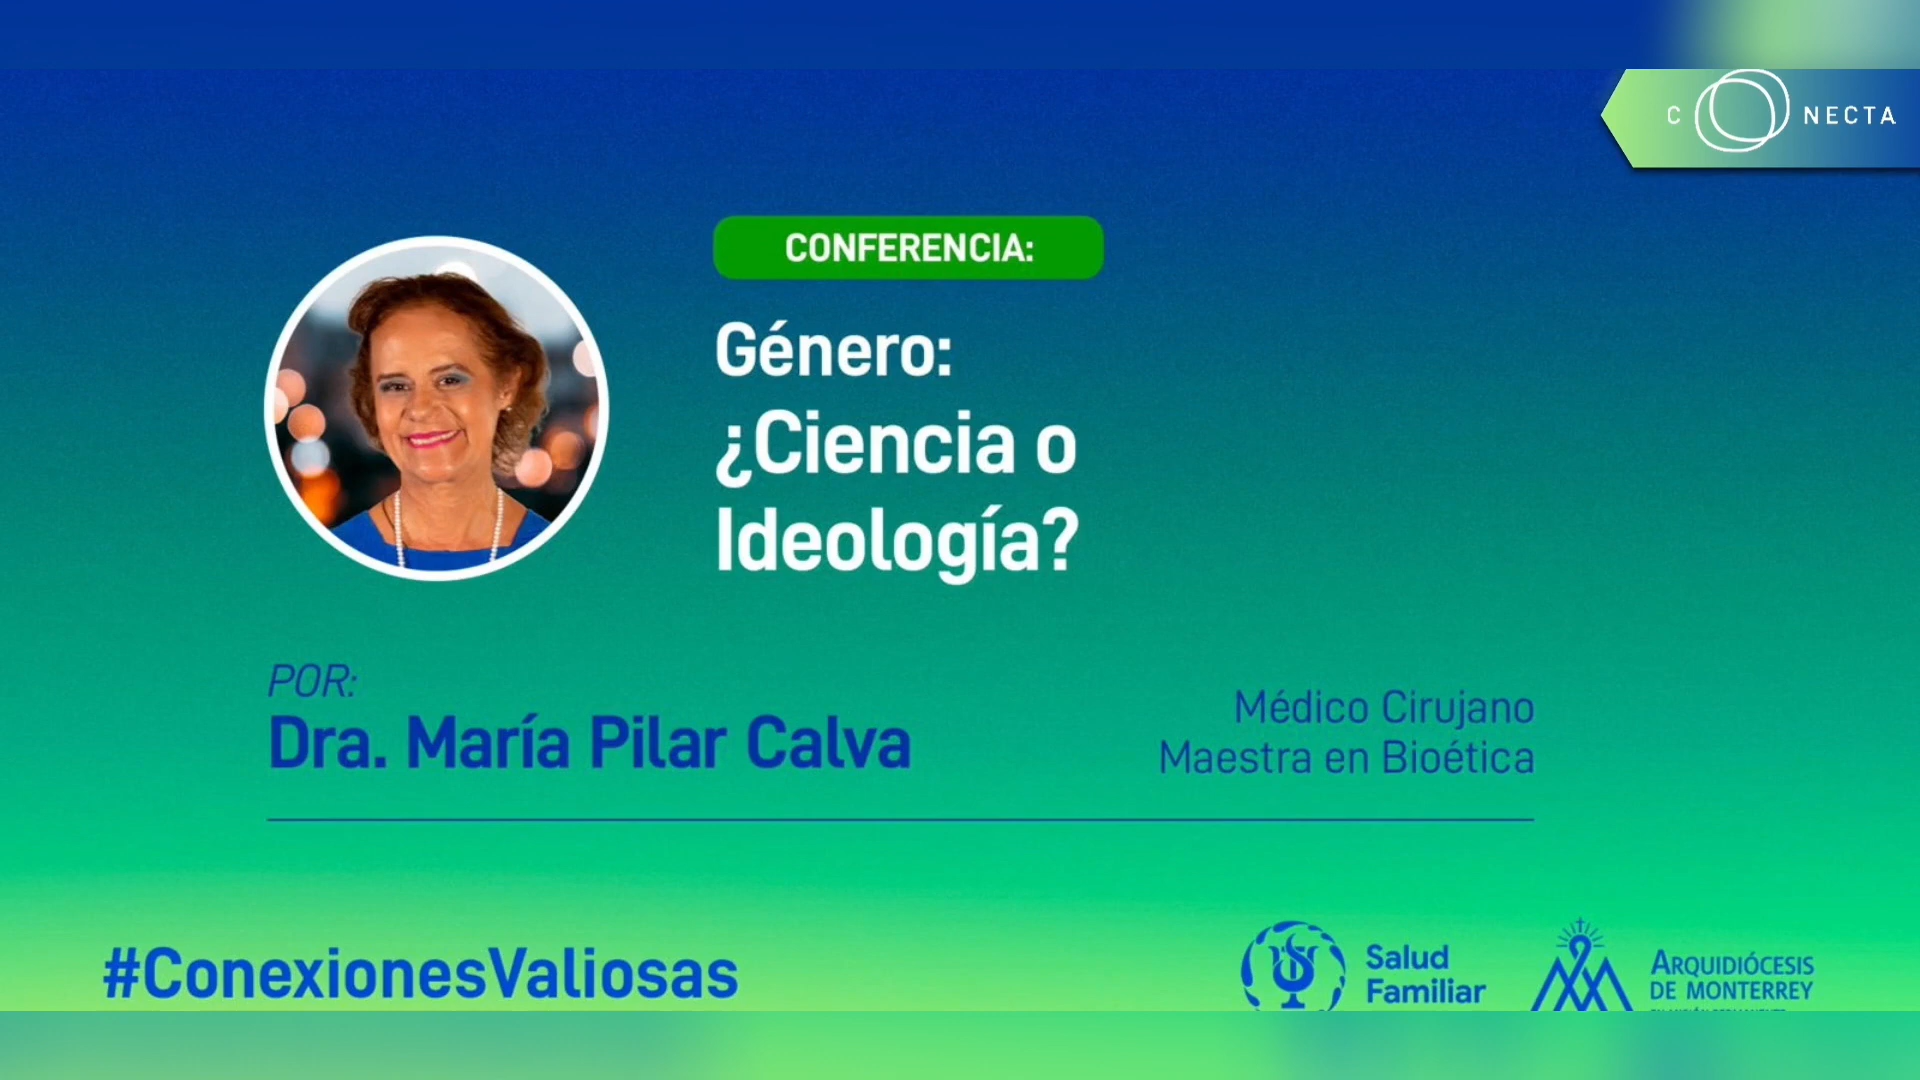 CONECTA
CONFERENCIA:
Género:
¿Ciencia o
Ideología?
POR:
Dra. María Pilar Calva
Médico Cirujano
Maestra en Bioética
#ConexionesValiosas
Salud
Familiar
ARQUIDIÓCESIS
DE MONTERREY